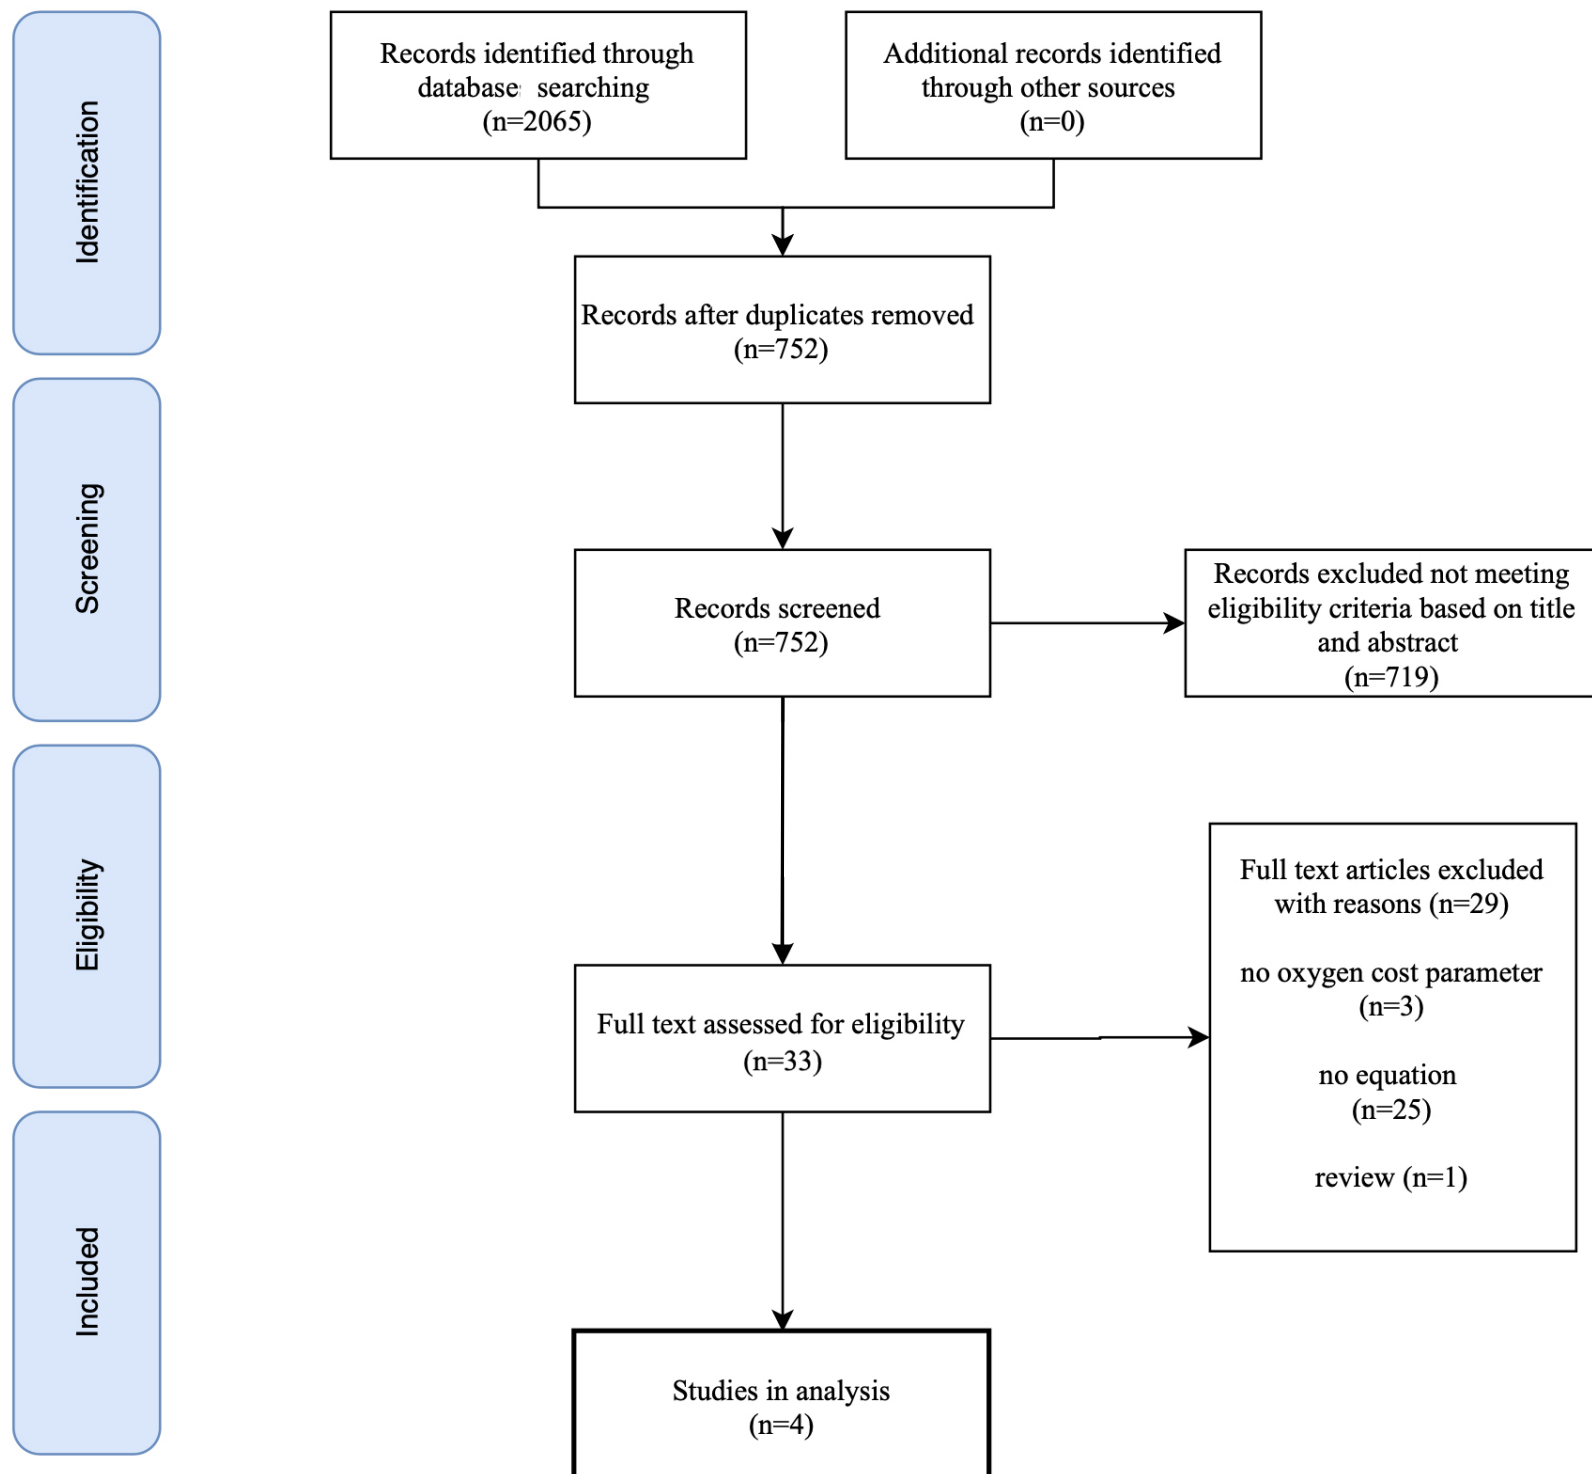 Identification
Records identified through
database searching
(n=2065)
Additional records identified
through other sources
(n=0)
Records after duplicates removed
(n=752)
Screening
Records screened
(n=752)
Records excluded not meeting
eligibility criteria based on title
and abstract
(n=719)
Eligibility
Full text assessed for eligibility
(n=33)
Full text articles excluded
with reasons (n=29)
no oxygen cost parameter
(n=3)
no equation
(n=25)
review (n=1)
Included
Studies in analysis
(n=4)